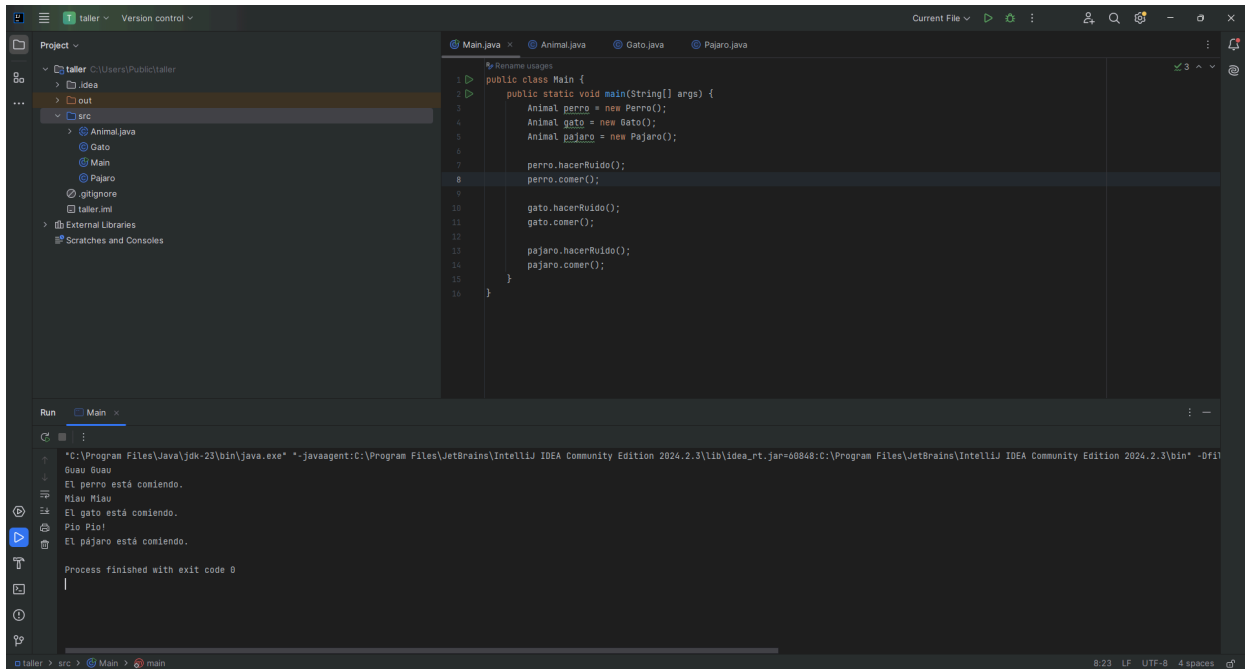 T taller Version control Current File
Project
Main.java Animal.java Gato.java Pajaro.java
taller C:\Users\Public\taller
.idea
out
src
Animal.java
Gato
Main
Pajaro
.gitignore
taller.iml
External Libraries
Scratches and Consoles
Rename usages
3
1 public class Main {
2 public static void main(String[] args) {
3 Animal perro = new Perro();
4 Animal gato = new Gato();
5 Animal pajaro = new Pajaro();
6
7 perro.hacerRuido();
8 perro.comer();
9
10 gato.hacerRuido();
11 gato.comer();
12
13 pajaro.hacerRuido();
14 pajaro.comer();
15 }
16 }
Run Main
"C:\Program Files\Java\jdk-23\bin\java.exe" "-javaagent:C:\Program Files\JetBrains\IntelliJ IDEA Community Edition 2024.2.3\lib\idea_rt.jar=60848:C:\Program Files\JetBrains\IntelliJ IDEA Community Edition 2024.2.3\bin" -Dfil
Guau Guau
El perro está comiendo.
Miau Miau
El gato está comiendo.
Pio Pio!
El pájaro está comiendo.
Process finished with exit code 0
taller > src > Main > main 8:23 LF UTF-8 4 spaces